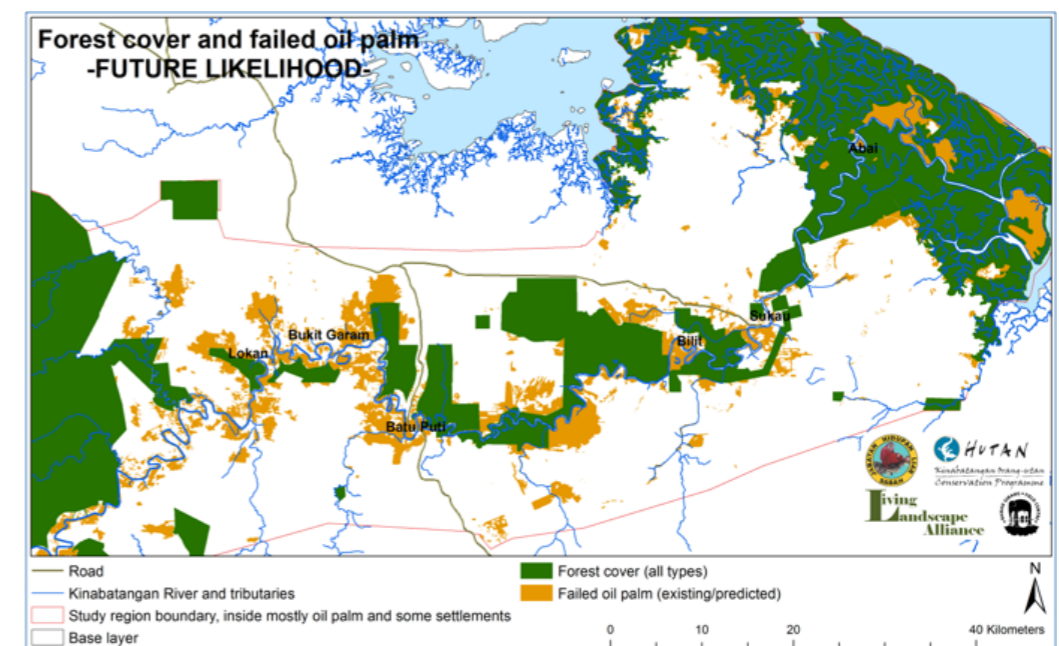 Forest cover and failed oil palm
-FUTURE LIKELIHOOD-
Abai
Sukau
Bukit Garam
Bilit
Lokan
Batu Puti
HUTAN
Kinabatangan Orang-utan
Conservation Programme
Living
Landscape
Alliance
Road
Kinabatangan River and tributaries
Study region boundary, inside mostly oil palm and some settlements
Base layer
Forest cover (all types)
Failed oil palm (existing/predicted)
N
0 10 20 40 Kilometers